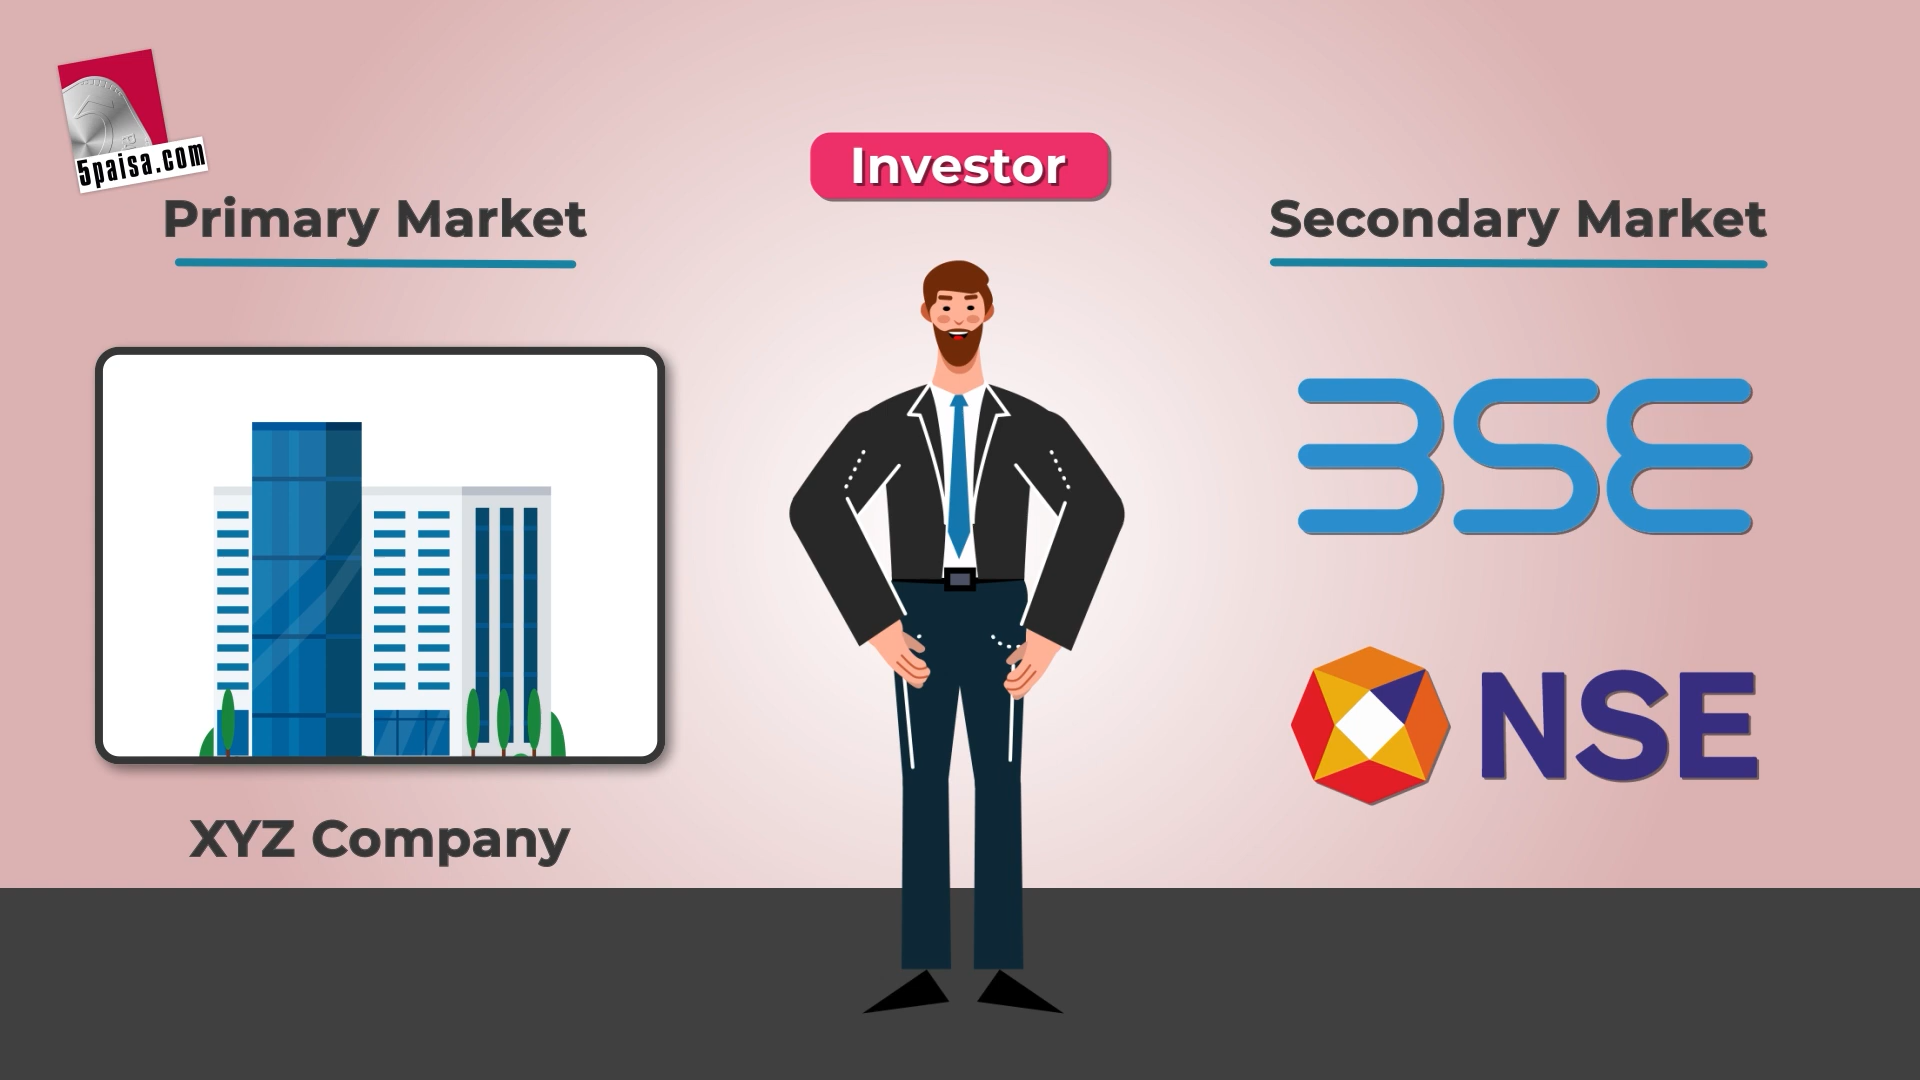 5paisa.com
Investor
Primary Market
Secondary Market
BSE
NSE
XYZ Company